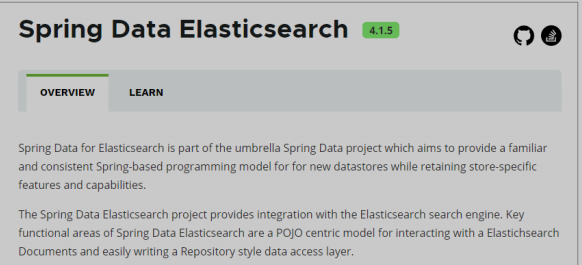 Spring Data Elasticsearch 4.1.5
OVERVIEW LEARN
Spring Data for Elasticsearch is part of the umbrella Spring Data project which aims to provide a familiar
and consistent Spring-based programming model for for new datastores while retaining store-specific
features and capabilities.
The Spring Data Elasticsearch project provides integration with the Elasticsearch search engine. Key
functional areas of Spring Data Elasticsearch are a POJO centric model for interacting with a Elastichsearch
Documents and easily writing a Repository style data access layer.